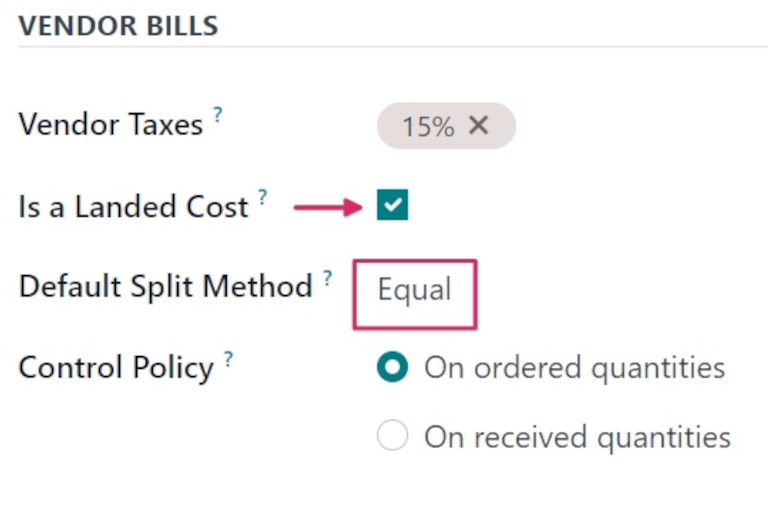 VENDOR BILLS
Vendor Taxes ? 15% ×
Is a Landed Cost ?
Default Split Method ? Equal
Control Policy ? On ordered quantities
On received quantities